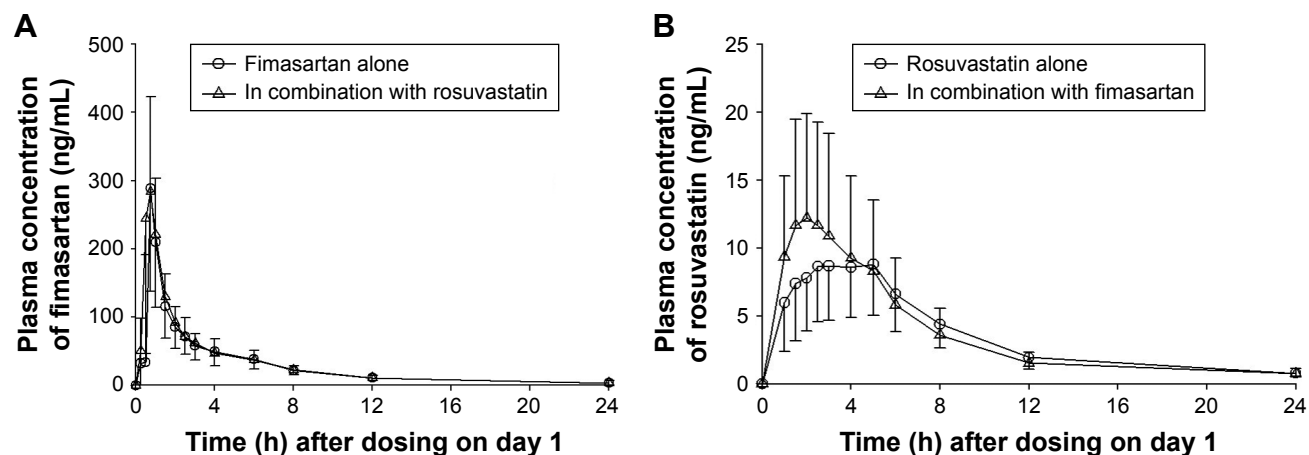 A
Plasma concentration
of fimasartan (ng/mL)
500
400
300
200
100
0
Fimasartan alone
In combination with rosuvastatin
0 4 8 12 16 20 24
Time (h) after dosing on day 1
B
Plasma concentration
of rosuvastatin (ng/mL)
25
20
15
10
5
0
Rosuvastatin alone
In combination with fimasartan
0 4 8 12 16 20 24
Time (h) after dosing on day 1